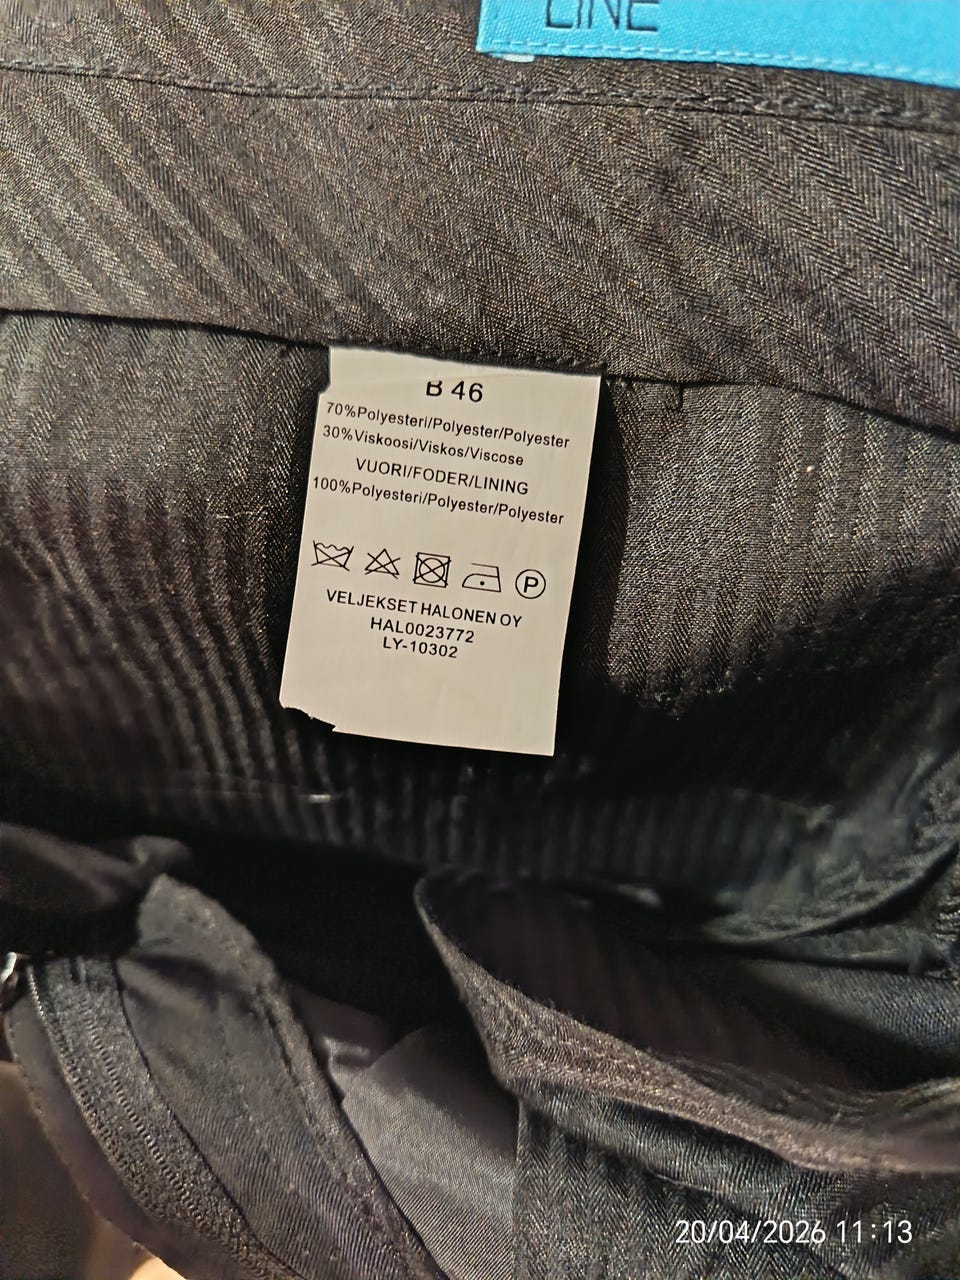 LINE
B 46
70%Polyesteri/Polyester/Polyester
30%Viskoosi/Viskos/Viscose
VUORI/FODER/LINING
100%Polyesteri/Polyester/Polyester
P
VELJEKSET HALONEN OY
HAL0023772
LY-10302
20/04/2026 11:13